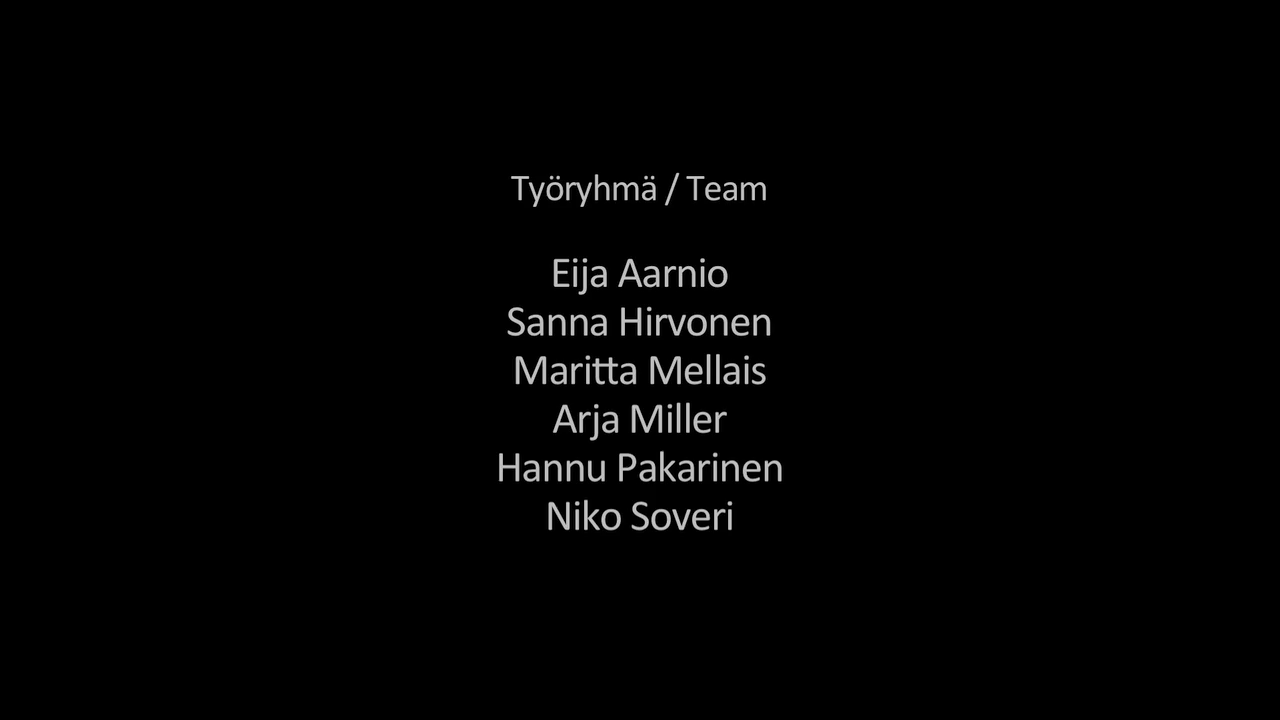 Työryhmä / Team
Eija Aarnio
Sanna Hirvonen
Maritta Mellais
Arja Miller
Hannu Pakarinen
Niko Soveri